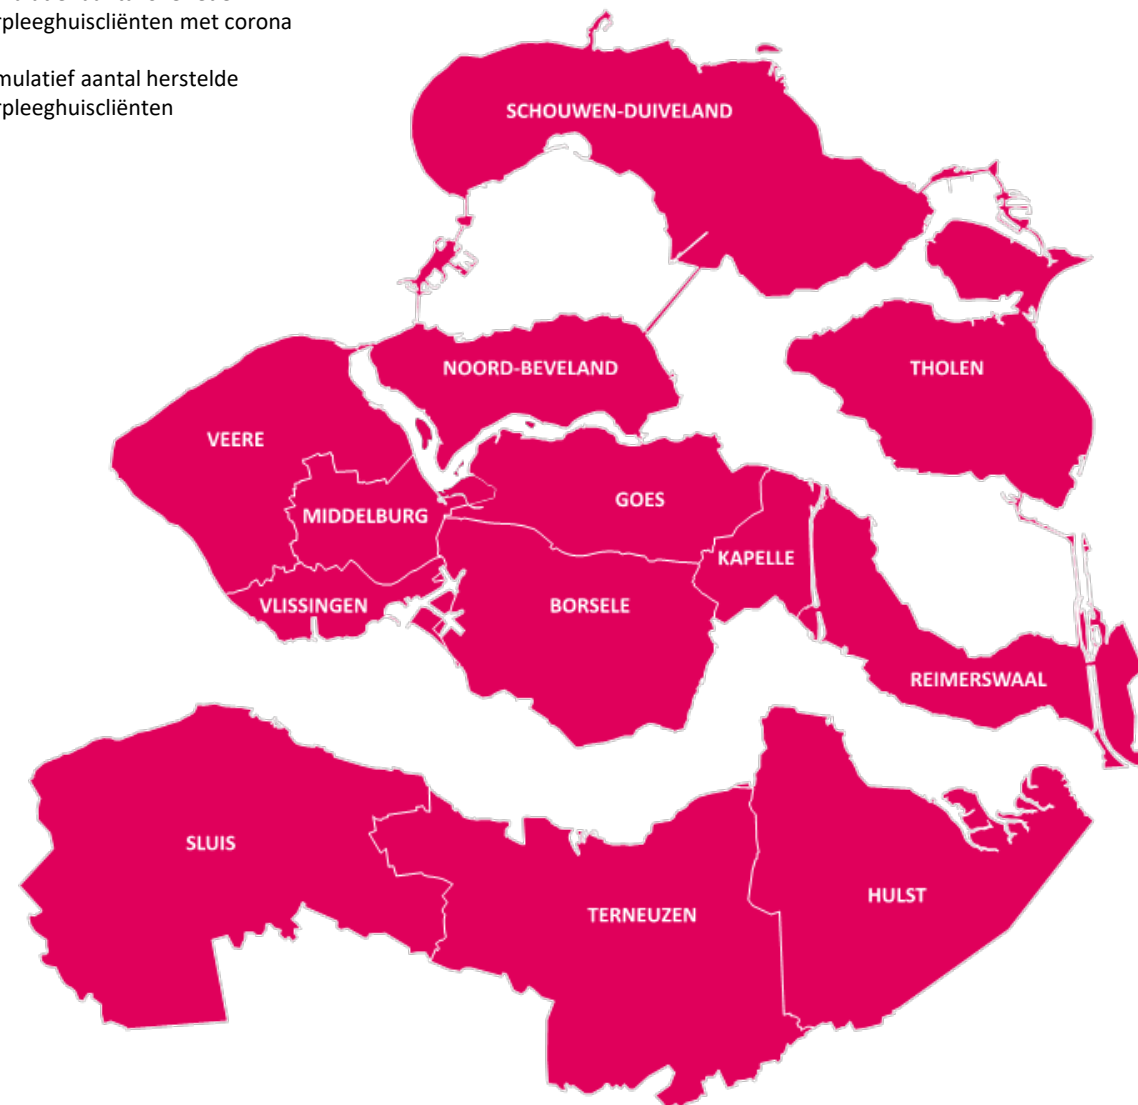 rpleeghuiscliënten met corona
mulatief aantal herstelde
rpleeghuiscliënten
SCHOUWEN-DUIVELAND
NOORD-BEVELAND
THOLEN
VEERE
GOES
MIDDELBURG
KAPELLE
VLISSINGEN
BORSELE
REIMERSWAAL
SLUIS
HULST
TERNEUZEN